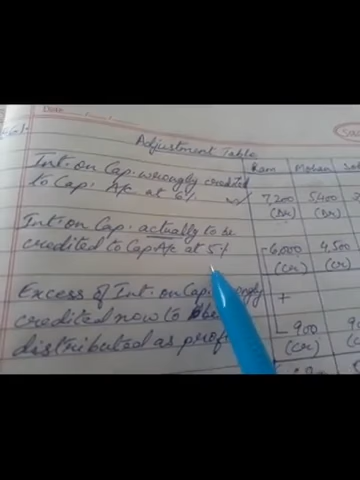 Date
Adjustment Table
Ram Mohan
Int. on Cap. wrongly credited
to Cap. A/c at 6% 7,200 5,400
(Dr) (Dr)
Int. on Cap. actually to be
credited to Cap A/c at 5% 6,000 4,500
(Cr) (Cr)
Excess of Int. on Cap.
credited now to be 900
distributed as (Cr)